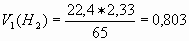 V₁(H₂) = 22,4*2,33 / 65 = 0,803